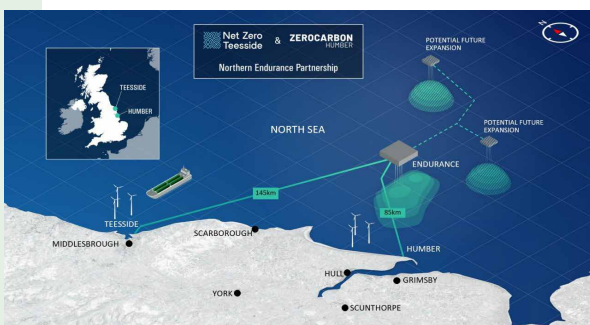 Net Zero
Teesside
&
ZEROCARBON
HUMBER
Northern Endurance Partnership
N
TEESSIDE
HUMBER
POTENTIAL FUTURE
EXPANSION
POTENTIAL FUTURE
EXPANSION
NORTH SEA
ENDURANCE
145km
85km
TEESSIDE
MIDDLESBROUGH
SCARBOROUGH
HUMBER
HULL
GRIMSBY
YORK
SCUNTHORPE